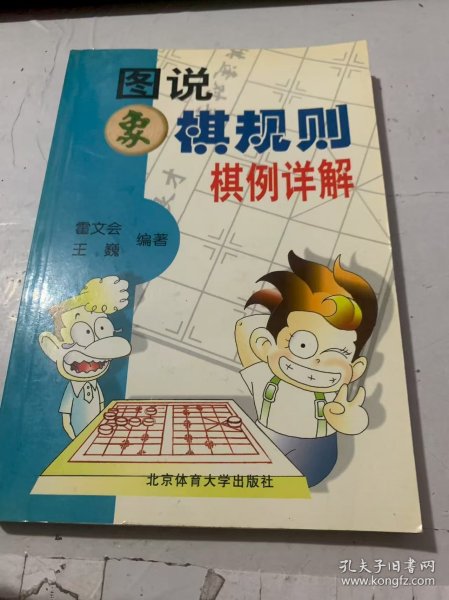 图说
象棋规则
棋例详解
霍文会
王巍 编著
北京体育大学出版社
孔夫子旧书网
www.kongfz.com